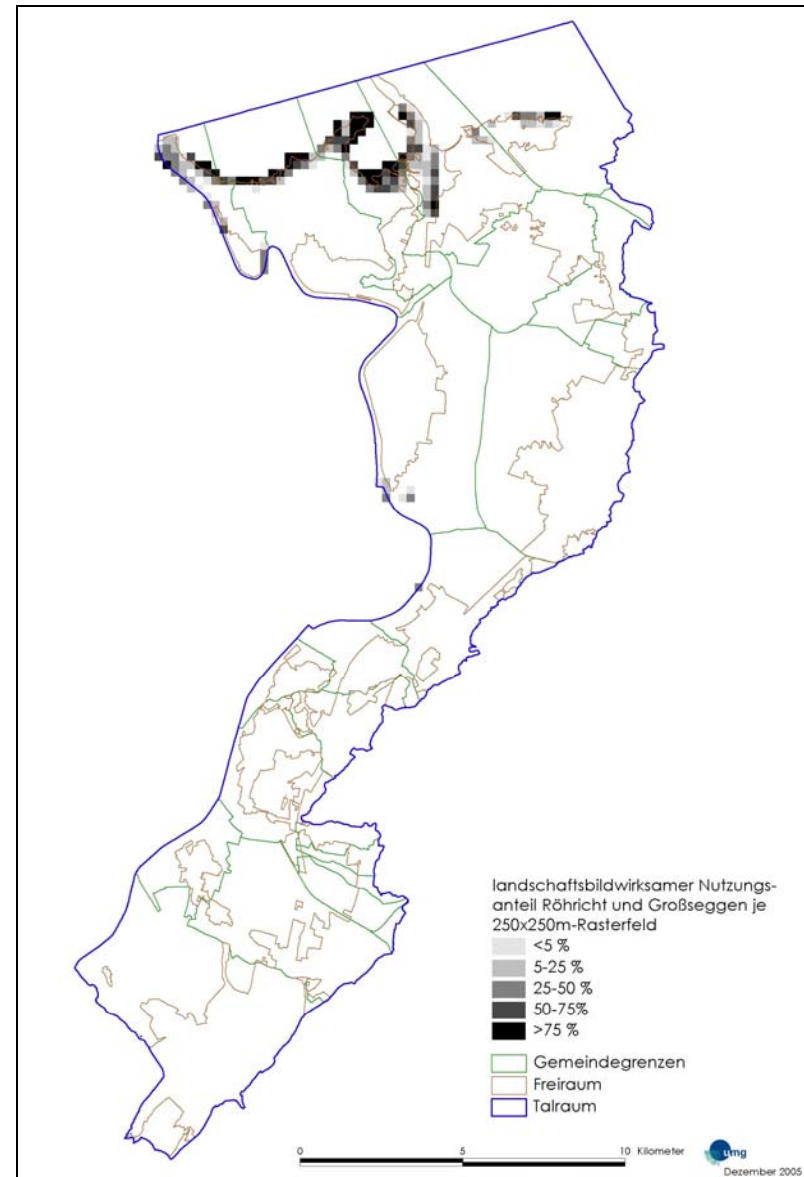 landschaftsbildwirksamer Nutzungs-
anteil Röhricht und Großseggen je
250x250m-Rasterfeld
<5 %
5-25 %
25-50 %
50-75%
>75 %
Gemeindegrenzen
Freiraum
Talraum
0 5 10 Kilometer
umg
Dezember 2005